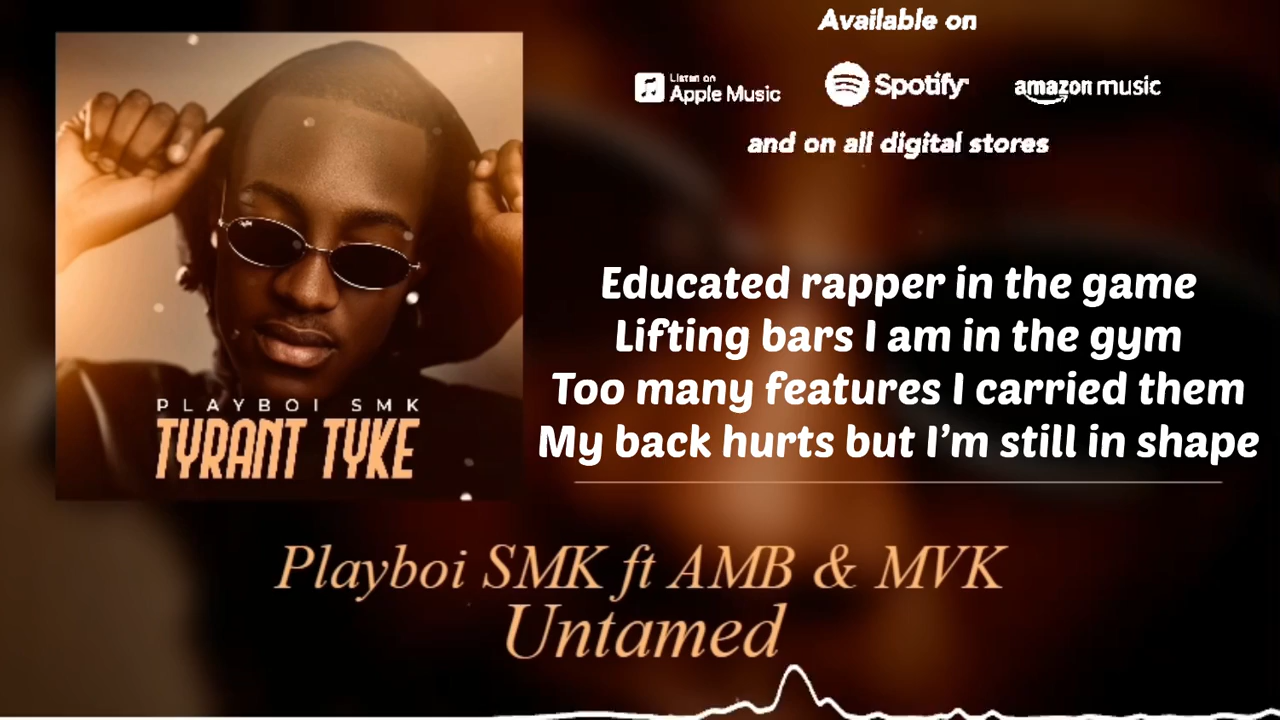 Available on
Listen on
Apple Music
Spotify
amazon music
and on all digital stores
PLAYBOI SMK
TYRANT TYKE
Educated rapper in the game
Lifting bars I am in the gym
Too many features I carried them
My back hurts but I’m still in shape
Playboi SMK ft AMB & MVK
Untamed